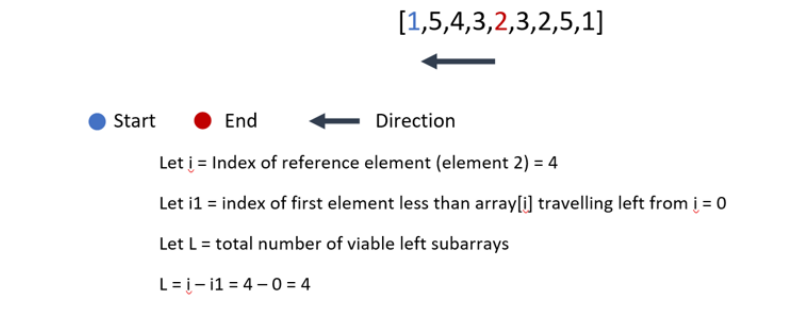 [1,5,4,3,2,3,2,5,1]
Start End Direction
Let i = Index of reference element (element 2) = 4
Let i1 = index of first element less than array[i] travelling left from i = 0
Let L = total number of viable left subarrays
L = i – i1 = 4 – 0 = 4